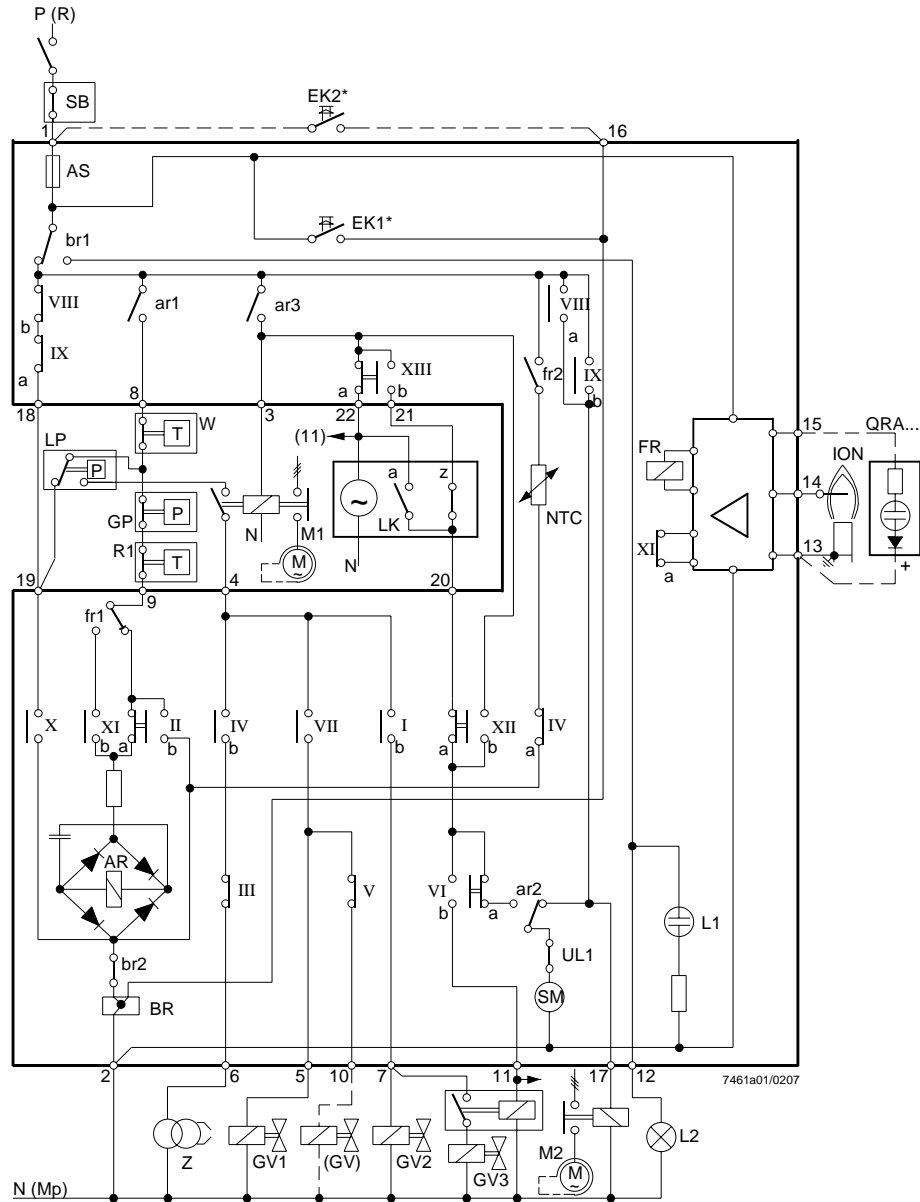 P (R)
SB
EK2*
1
16
AS
EK1*
br1
VIII
b
ar1
ar3
VIII
a
IX
a
fr2
IX
b
XIII
a
b
18
8
3
22
21
W
T
(11)
LP
P
a
z
LK
GP
P
N
M1
M
~
~
N
NTC
R1
T
FR
XI
a
15
QRA...
ION
14
13
+
19
9
4
20
fr1
X
XI
b
a
II
b
IV
b
VII
I
b
XII
a
b
IV
a
AR
III
V
VI
b
a
ar2
UL1
SM
L1
br2
BR
2
6
5
10
7
11
17
12
7461a01/0207
Z
GV1
(GV)
GV2
GV3
M2
M
~
L2
N (Mp)